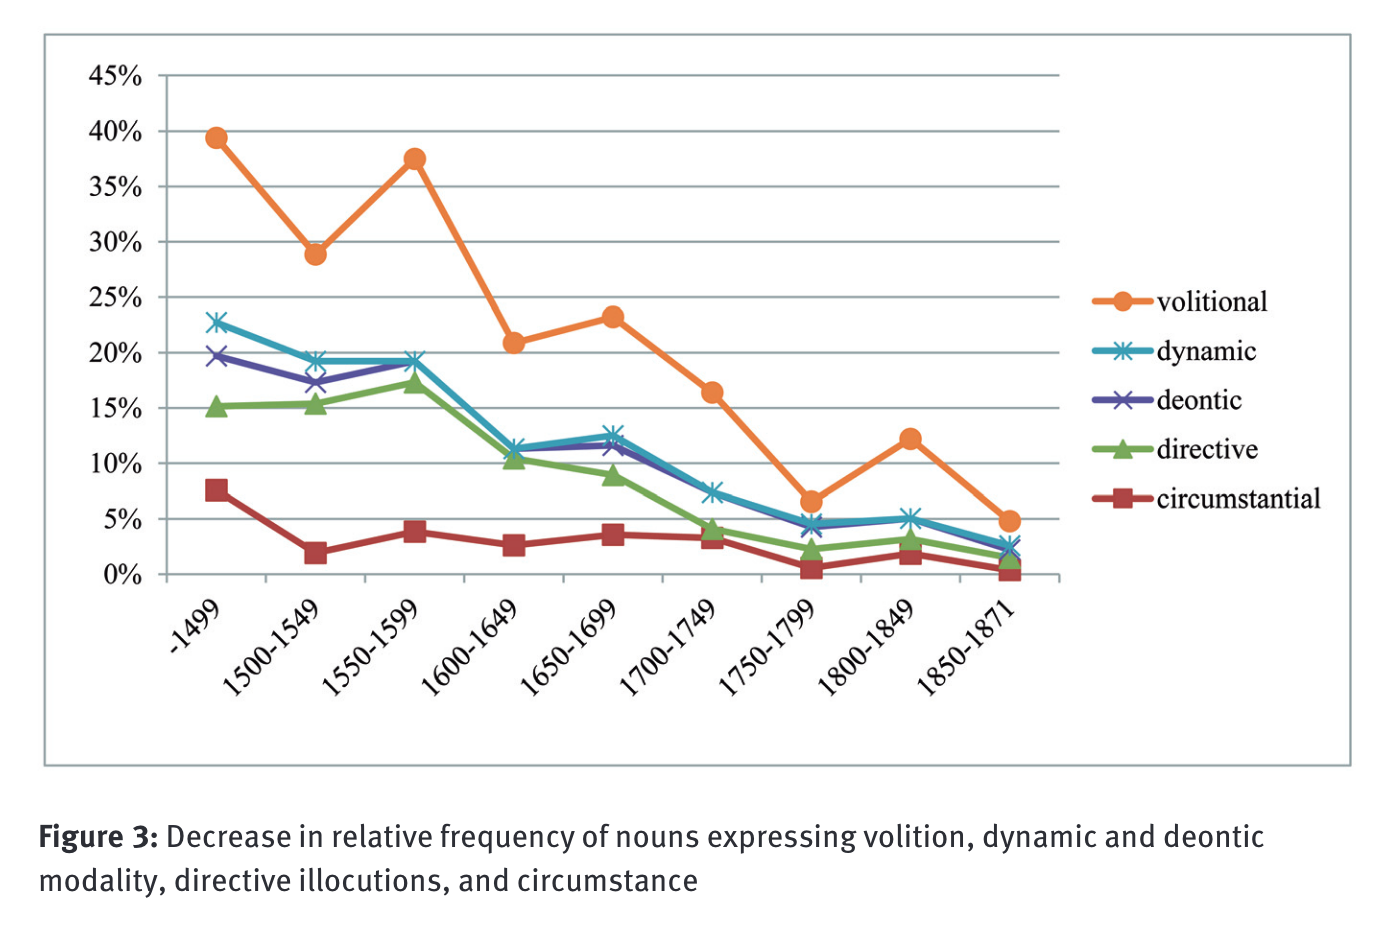 45%
40%
35%
30%
25%
20%
15%
10%
5%
0%
-1499
1500-1549
1550-1599
1600-1649
1650-1699
1700-1749
1750-1799
1800-1849
1850-1871
volitional
dynamic
deontic
directive
circumstantial
Figure 3: Decrease in relative frequency of nouns expressing volition, dynamic and deontic
modality, directive illocutions, and circumstance